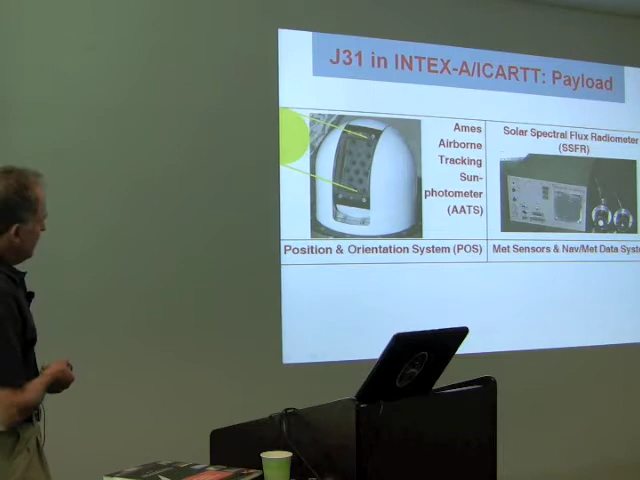 J31 in INTEX-A/ICARTT: Payload
Ames
Airborne
Tracking
Sun-
photometer
(AATS)
Solar Spectral Flux Radiometer
(SSFR)
Position & Orientation System (POS)
Met Sensors & Nav/Met Data Syste